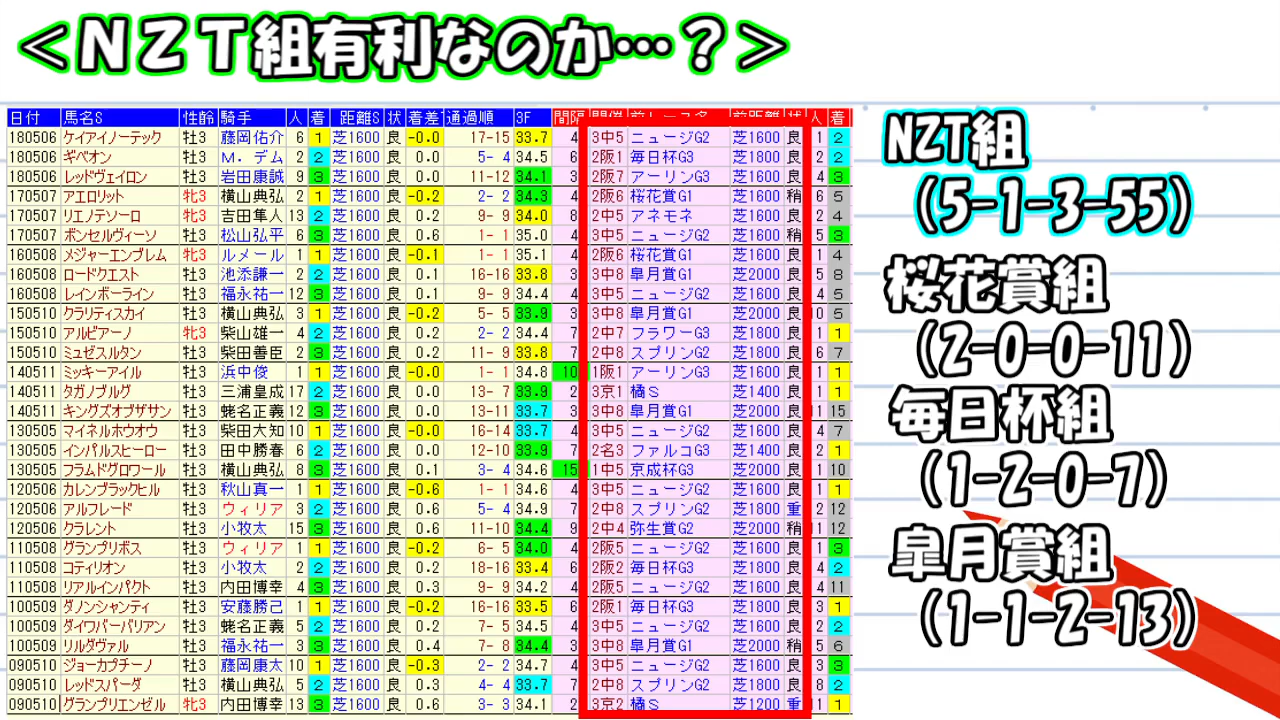 ＜ＮＺＴ組有利なのか…？＞
日付 馬名S 性齢 騎手 人 着 距離S 状 着差 通過順 3F 間隔 開催 前レース名 前距離 状 人 着
180506 ケイアイノーテック 牡3 藤岡佑介 6 1 芝1600 良 -0.0 17-15 33.7 4 3中5 ニュージG2 芝1600 良 1 2
180506 ギベオン 牡3 Ｍ．デム 2 2 芝1600 良 0.0 5- 4 34.5 6 2阪1 毎日杯G3 芝1800 良 2 2
180506 レッドヴェイロン 牡3 岩田康誠 9 3 芝1600 良 0.0 11-12 34.1 3 2阪7 アーリンG3 芝1600 良 4 3
170507 アエロリット 牝3 横山典弘 2 1 芝1600 良 -0.2 2- 2 34.3 4 2阪6 桜花賞G1 芝1600 稍 6 5
170507 リエノテソーロ 牝3 吉田隼人 13 2 芝1600 良 0.2 9- 9 34.0 8 2中5 アネモネ 芝1600 良 2 4
170507 ボンセルヴィーソ 牡3 松山弘平 6 3 芝1600 良 0.6 1- 1 35.0 4 3中5 ニュージG2 芝1600 稍 5 3
160508 メジャーエンブレム 牝3 ルメール 1 1 芝1600 良 -0.1 1- 1 35.1 4 2阪6 桜花賞G1 芝1600 良 1 4
160508 ロードクエスト 牡3 池添謙一 2 2 芝1600 良 0.1 16-16 33.8 3 3中8 皐月賞G1 芝2000 良 5 8
160508 レインボーライン 牡3 福永祐一 12 3 芝1600 良 0.1 9- 9 34.4 4 3中5 ニュージG2 芝1600 良 4 5
150510 クラリティスカイ 牡3 横山典弘 3 1 芝1600 良 -0.2 5- 5 33.9 3 3中8 皐月賞G1 芝2000 良 10 5
150510 アルビアーノ 牝3 柴山雄一 4 2 芝1600 良 0.2 2- 2 34.4 7 2中7 フラワーG3 芝1800 良 1 1
150510 ミュゼスルタン 牡3 柴田善臣 2 3 芝1600 良 0.2 11- 9 33.8 7 2中8 スプリンG2 芝1800 良 6 7
140511 ミッキーアイル 牡3 浜中俊 1 1 芝1600 良 -0.0 1- 1 34.8 10 1阪1 アーリンG3 芝1600 良 1 1
140511 タガノブルグ 牡3 三浦皇成 17 2 芝1600 良 0.0 13- 7 33.9 2 3京1 橘Ｓ 芝1400 良 4 1
140511 キングズオブザサン 牡3 蛯名正義 12 3 芝1600 良 0.0 13-11 33.7 3 3中8 皐月賞G1 芝2000 良 11 15
130505 マイネルホウオウ 牡3 柴田大知 10 1 芝1600 良 -0.0 16-14 33.7 4 3中5 ニュージG2 芝1600 良 4 7
130505 インパルスヒーロー 牡3 田中勝春 6 2 芝1600 良 0.0 12-10 33.9 7 2名3 ファルコG3 芝1400 良 2 1
130505 フラムドグロワール 牡3 横山典弘 8 3 芝1600 良 0.1 3- 4 34.6 15 1中5 京成杯G3 芝2000 良 1 10
120506 カレンブラックヒル 牡3 秋山真一 1 1 芝1600 良 -0.6 1- 1 34.6 4 3中5 ニュージG2 芝1600 良 1 1
120506 アルフレード 牡3 ウィリア 3 2 芝1600 良 0.6 5- 4 34.9 7 2中8 スプリンG2 芝1800 重 2 12
120506 クラレント 牡3 小牧太 15 3 芝1600 良 0.6 11-10 34.4 9 2中4 弥生賞G2 芝2000 稍 11 12
110508 グランプリボス 牡3 ウィリア 1 1 芝1600 良 -0.2 6- 5 34.0 4 2阪5 ニュージG2 芝1600 良 1 3
110508 コティリオン 牡3 小牧太 2 2 芝1600 良 0.2 18-16 33.4 6 2阪2 毎日杯G3 芝1800 良 4 2
110508 リアルインパクト 牡3 内田博幸 4 3 芝1600 良 0.3 9- 9 34.2 4 2阪5 ニュージG2 芝1600 良 4 11
100509 ダノンシャンティ 牡3 安藤勝己 1 1 芝1600 良 -0.2 16-16 33.5 6 2阪1 毎日杯G3 芝1800 良 3 1
100509 ダイワバーバリアン 牡3 蛯名正義 5 2 芝1600 良 0.2 7- 5 34.5 4 3中5 ニュージG2 芝1600 良 2 2
100509 リルダヴァル 牡3 福永祐一 3 3 芝1600 良 0.4 7- 8 34.4 3 3中8 皐月賞G1 芝2000 稍 5 6
090510 ジョーカプチーノ 牡3 藤岡康太 10 1 芝1600 良 -0.3 2- 2 34.7 4 3中5 ニュージG2 芝1600 良 3 3
090510 レッドスパーダ 牡3 横山典弘 5 2 芝1600 良 0.3 4- 4 33.7 7 2中8 スプリンG2 芝1800 良 8 2
090510 グランプリエンゼル 牝3 内田博幸 13 3 芝1600 良 0.6 3- 3 34.1 2 3京2 橘Ｓ 芝1200 重 11 1
NZT組
(5-1-3-55)
桜花賞組
(2-0-0-11)
毎日杯組
(1-2-0-7)
皐月賞組
(1-1-2-13)